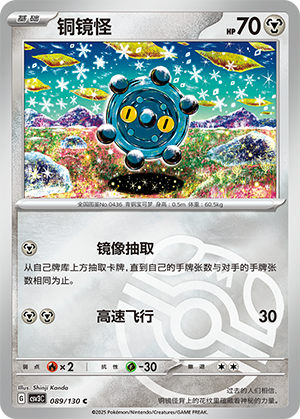 基础 铜镜怪 HP 70
全国图鉴No.0436 青铜宝可梦 身高：0.5m 体重：60.5kg
镜像抽取
从自己牌库上方抽取卡牌，直到自己的手牌张数与对手的手牌张数相同为止。
高速飞行 30
弱点 ×2 抗性 -30 撤退
Illus. Shinji Kanda
G CSV3C 089/130 C
过去的人们相信，
铜镜怪背上的花纹里蕴藏着神秘的力量。
©2025 Pokémon/Nintendo/Creatures/GAME FREAK.